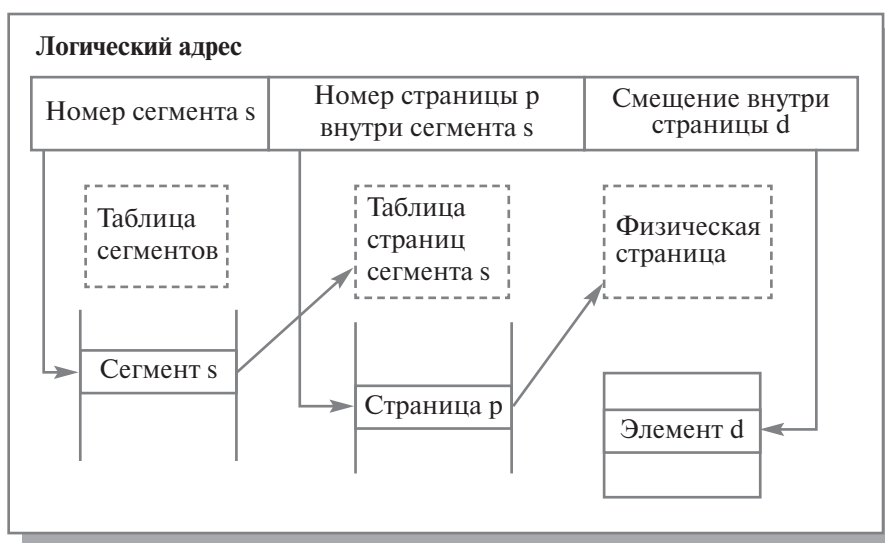 Логический адрес
Номер сегмента s
Номер страницы p
внутри сегмента s
Смещение внутри
страницы d
Таблица
сегментов
Таблица
страниц
сегмента s
Физическая
страница
Сегмент s
Страница p
Элемент d